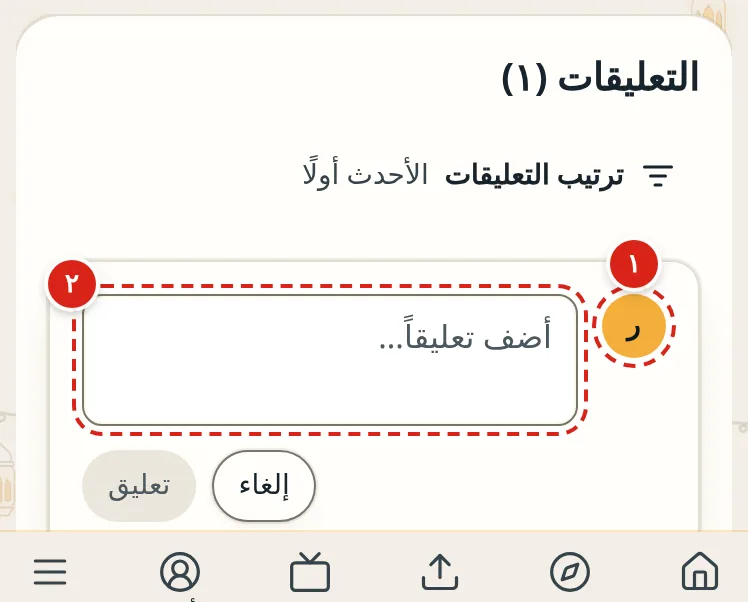 التعليقات (١)
ترتيب التعليقات الأحدث أولًا
١
٢
ر
أضف تعليقاً...
إلغاء
تعليق